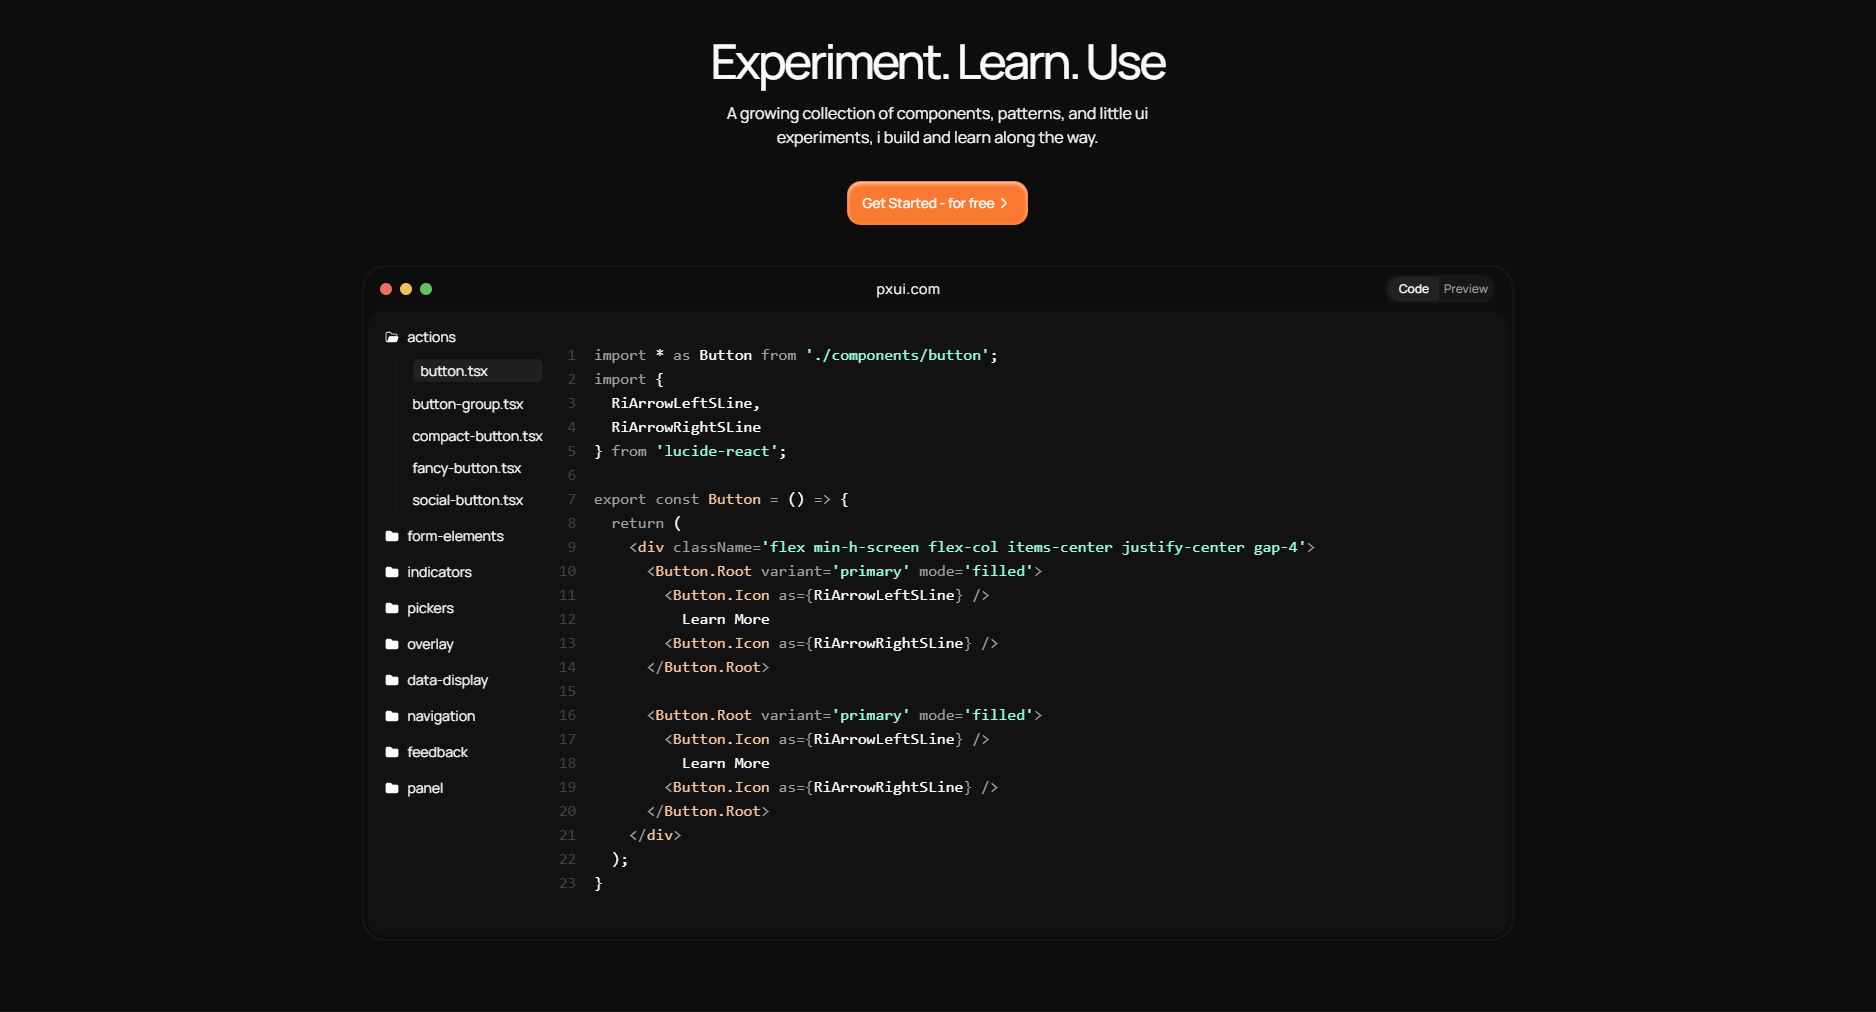 Experiment. Learn. Use
A growing collection of components, patterns, and little ui
experiments, i build and learn along the way.
Get Started - for free
pxui.com
Code Preview
actions
button.tsx
button-group.tsx
compact-button.tsx
fancy-button.tsx
social-button.tsx
form-elements
indicators
pickers
overlay
data-display
navigation
feedback
panel
1 import * as Button from './components/button';
2 import {
3 RiArrowLeftSLine,
4 RiArrowRightSLine
5 } from 'lucide-react';
6
7 export const Button = () => {
8 return (
9 <div className='flex min-h-screen flex-col items-center justify-center gap-4'>
10 <Button.Root variant='primary' mode='filled'>
11 <Button.Icon as={RiArrowLeftSLine} />
12 Learn More
13 <Button.Icon as={RiArrowRightSLine} />
14 </Button.Root>
15
16 <Button.Root variant='primary' mode='filled'>
17 <Button.Icon as={RiArrowLeftSLine} />
18 Learn More
19 <Button.Icon as={RiArrowRightSLine} />
20 </Button.Root>
21 </div>
22 );
23 }